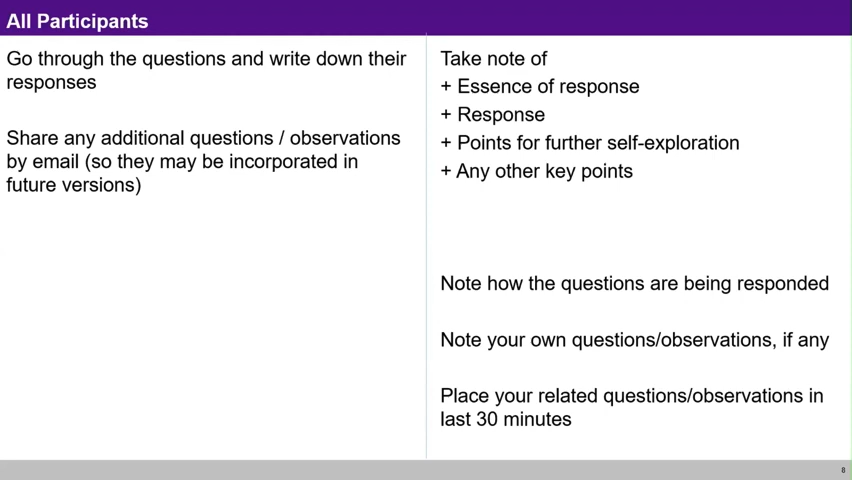 All Participants
Go through the questions and write down their
responses
Share any additional questions / observations
by email (so they may be incorporated in
future versions)
Take note of
+ Essence of response
+ Response
+ Points for further self-exploration
+ Any other key points
Note how the questions are being responded
Note your own questions/observations, if any
Place your related questions/observations in
last 30 minutes
8